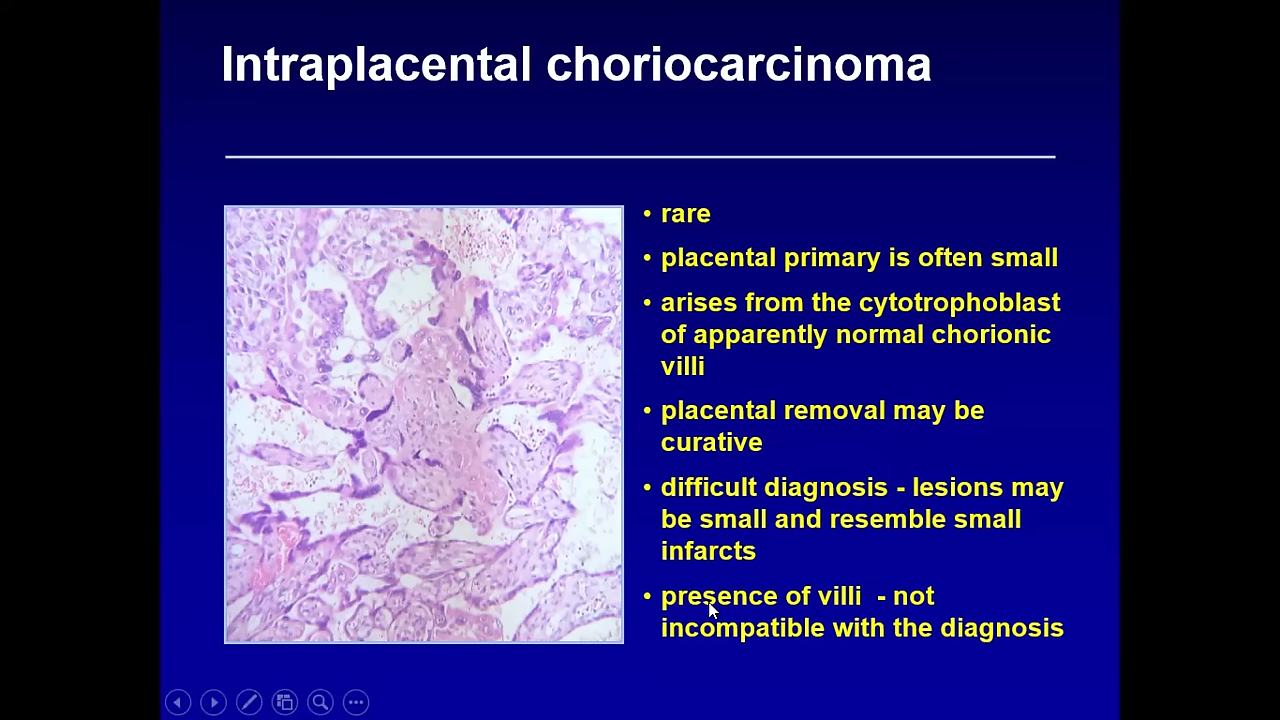 Intraplacental choriocarcinoma
• rare
• placental primary is often small
• arises from the cytotrophoblast
of apparently normal chorionic
villi
• placental removal may be
curative
• difficult diagnosis - lesions may
be small and resemble small
infarcts
• presence of villi - not
incompatible with the diagnosis